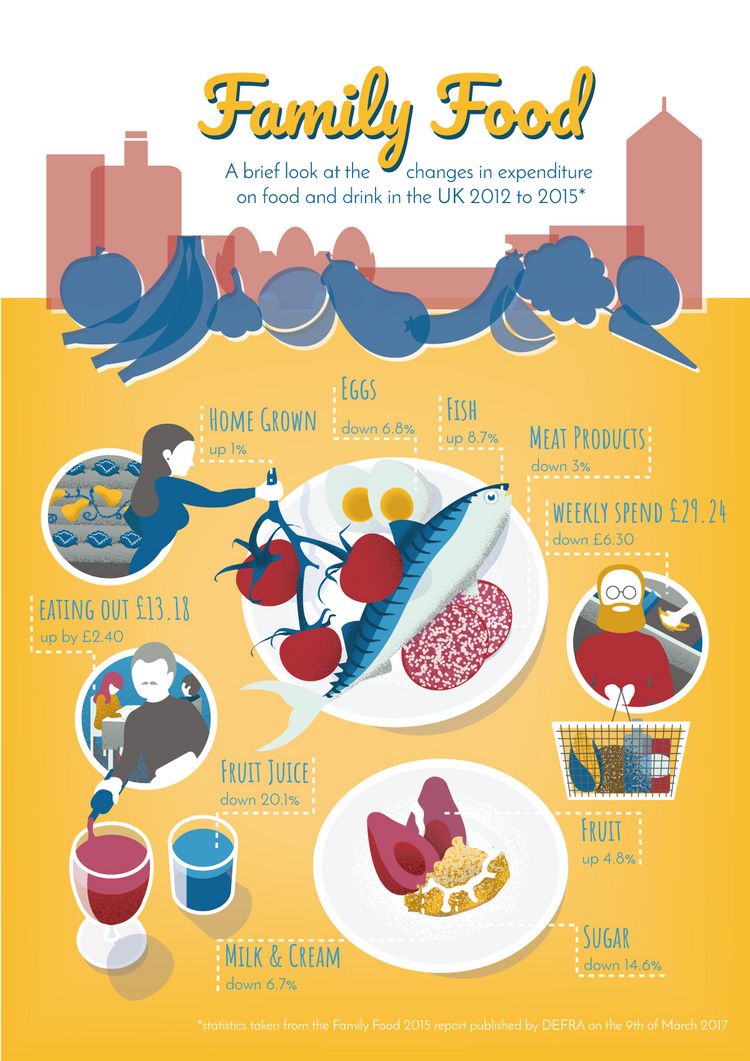 Family Food
A brief look at the changes in expenditure
on food and drink in the UK 2012 to 2015*
EGGS
down 6.8%
HOME GROWN
up 1%
FISH
up 8.7%
MEAT PRODUCTS
down 3%
WEEKLY SPEND £29.24
down £6.30
EATING OUT £13.18
up by £2.40
FRUIT JUICE
down 20.1%
FRUIT
up 4.8%
SUGAR
down 14.6%
MILK & CREAM
down 6.7%
*statistics taken from the Family Food 2015 report published by DEFRA on the 9th of March 2017